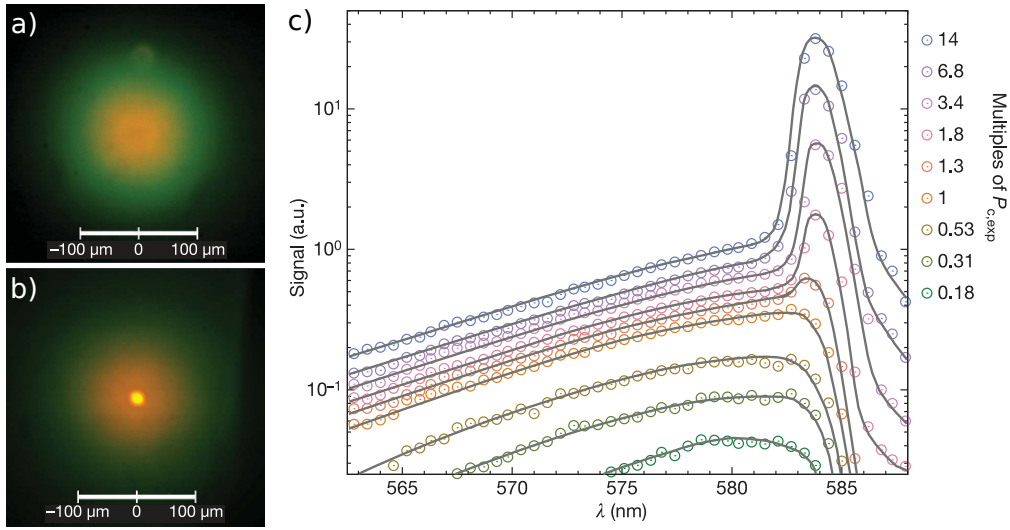 a)
−100 µm 0 100 µm
b)
−100 µm 0 100 µm
c)
Signal (a.u.)
10¹
10⁰
10⁻¹
565 570 575 580 585
λ (nm)
14
6.8
3.4
1.8
1.3
1
0.53
0.31
0.18
Multiples of P_c,exp